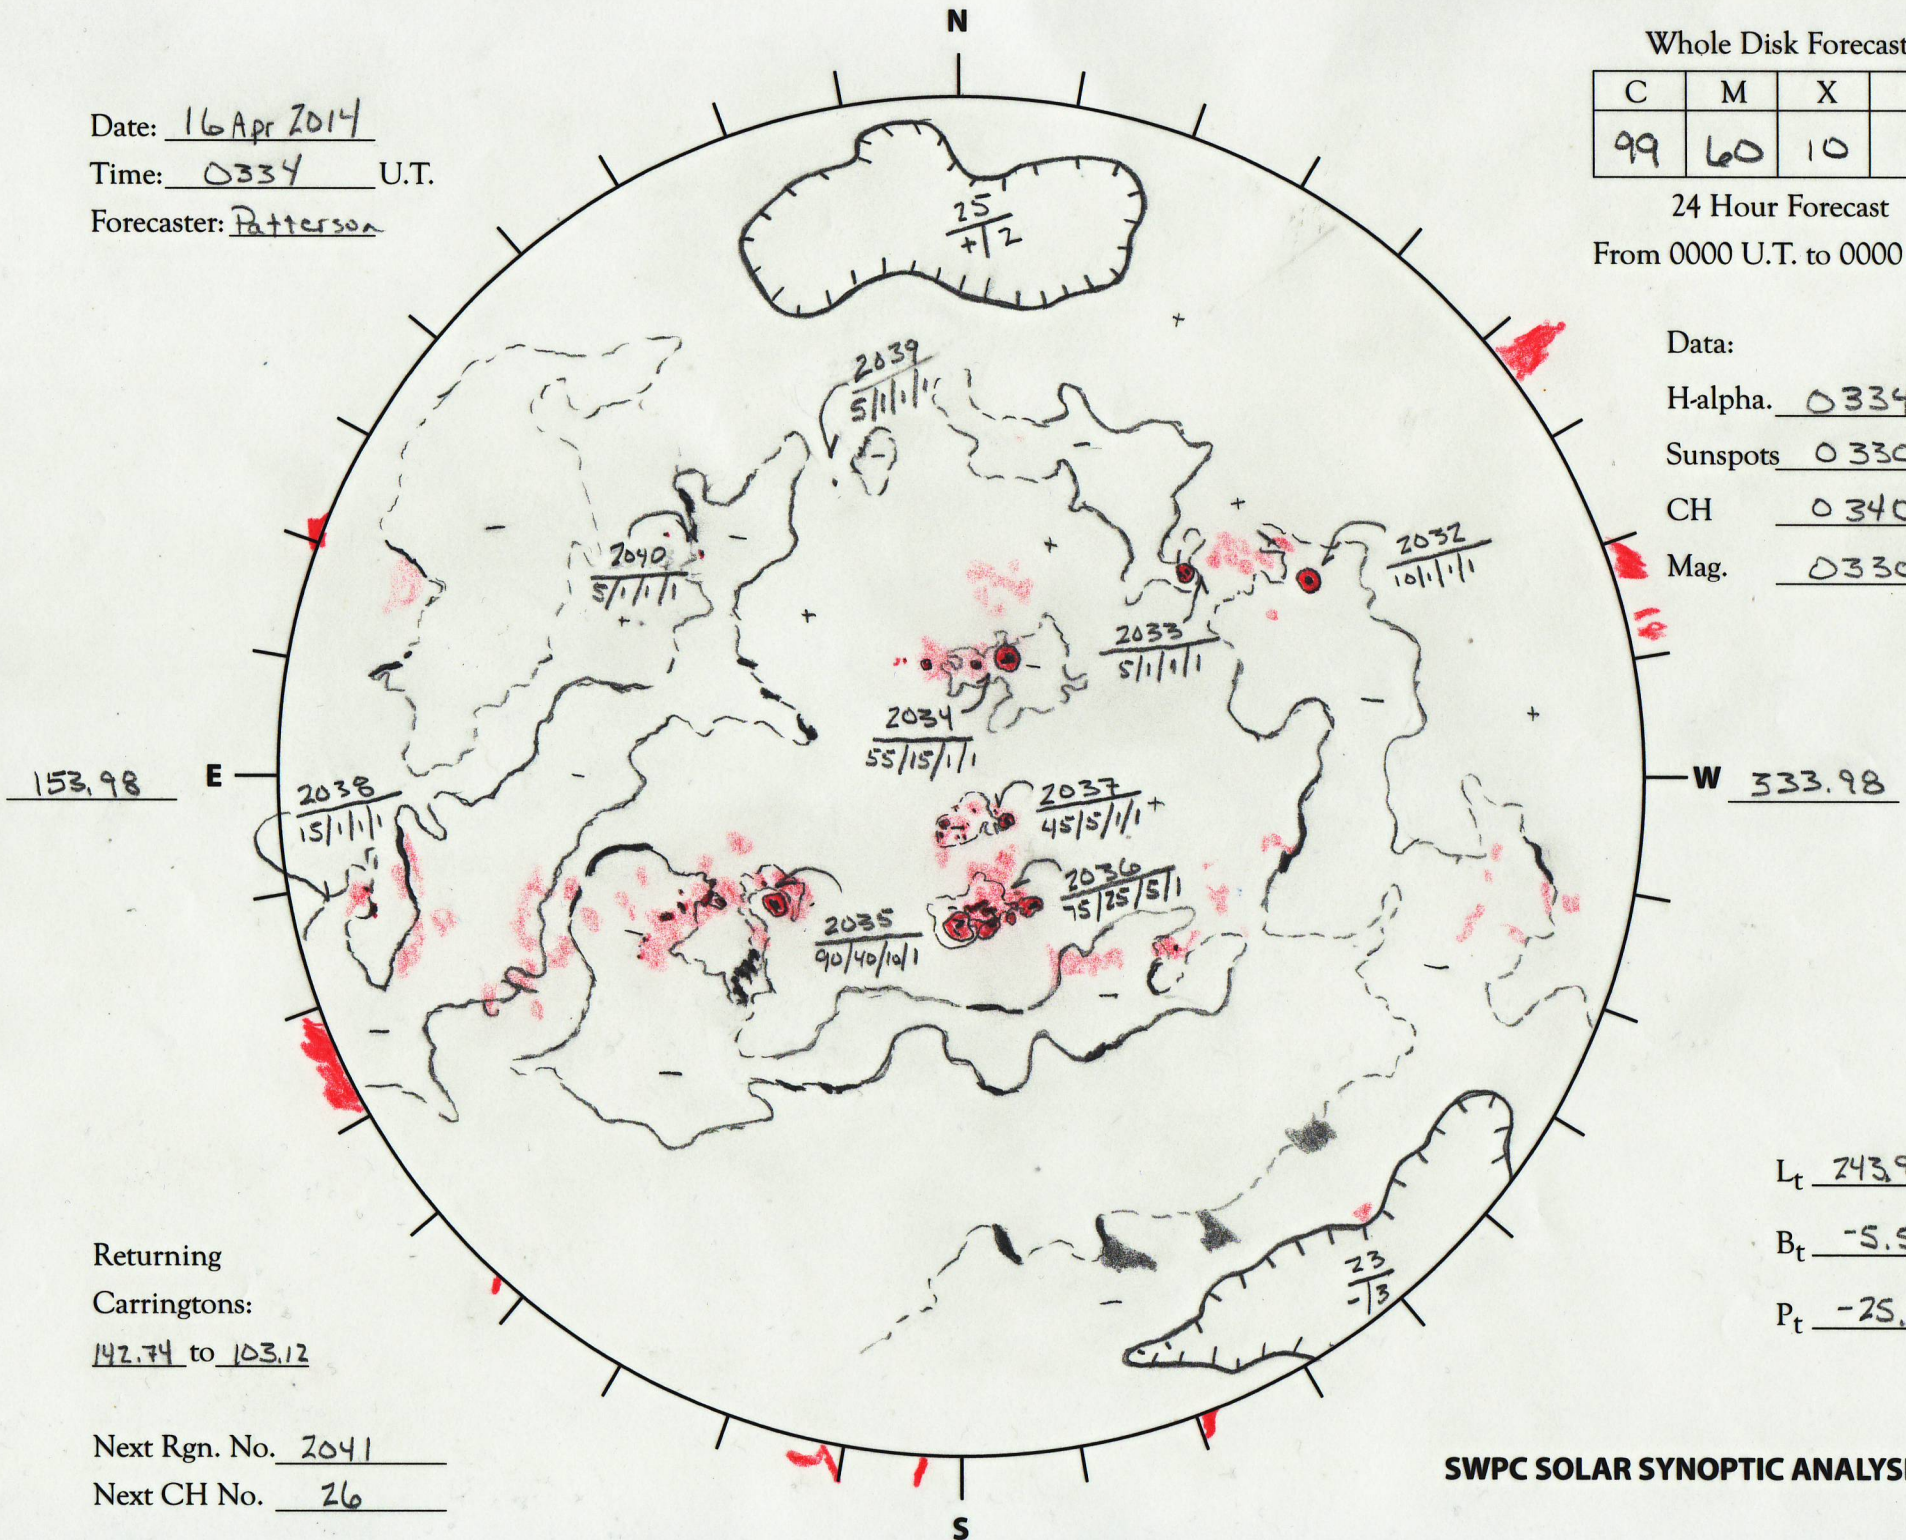 N
Whole Disk Forecast
C M X
99 60 10
24 Hour Forecast
From 0000 U.T. to 0000
Date: 16 Apr 2014
Time: 0334 U.T.
Forecaster: Patterson
25
+/2
Data:
H-alpha. 0334
Sunspots 0330
CH 0340
Mag. 0330
2039
5/1/1/1
2040
5/1/1/1
2032
10/1/1/1
2033
5/1/1/1
2034
55/15/1/1
153.98 E
W 333.98
2038
15/1/1/1
2037
45/5/1/1
2036
75/25/5/1
2035
90/40/10/1
Lt 243.9
Bt -5.5
Pt -25.
23
-/3
Returning
Carringtons:
142.74 to 103.12
Next Rgn. No. 2041
Next CH No. 26
SWPC SOLAR SYNOPTIC ANALYS
S